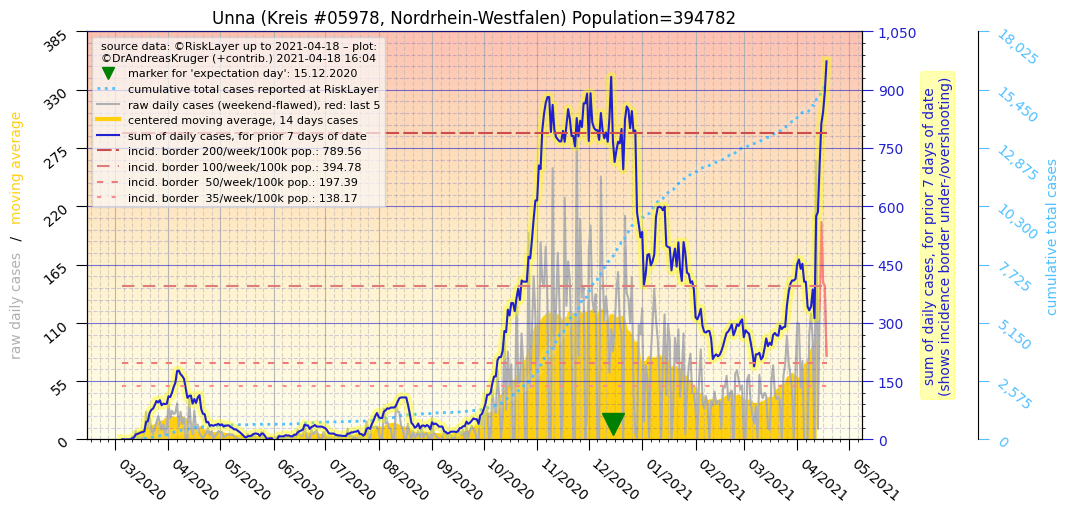 Unna (Kreis #05978, Nordrhein-Westfalen) Population=394782
source data: ©RiskLayer up to 2021-04-18 – plot:
©DrAndreasKruger (+contrib.) 2021-04-18 16:04
marker for 'expectation day': 15.12.2020
cumulative total cases reported at RiskLayer
raw daily cases (weekend-flawed), red: last 5
centered moving average, 14 days cases
sum of daily cases, for prior 7 days of date
incid. border 200/week/100k pop.: 789.56
incid. border 100/week/100k pop.: 394.78
incid. border  50/week/100k pop.: 197.39
incid. border  35/week/100k pop.: 138.17
raw daily cases / moving average
385
330
275
220
165
110
55
0
03/2020
04/2020
05/2020
06/2020
07/2020
08/2020
09/2020
10/2020
11/2020
12/2020
01/2021
02/2021
03/2021
04/2021
05/2021
1,050
900
750
600
450
300
150
0
sum of daily cases, for prior 7 days of date
(shows incidence border under-/overshooting)
18,025
15,450
12,875
10,300
7,725
5,150
2,575
0
cumulative total cases